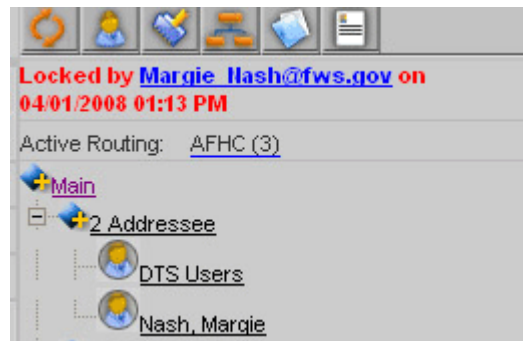 Locked by Margie_Nash@fws.gov on
04/01/2008 01:13 PM
Active Routing: AFHC (3)
Main
2 Addressee
DTS Users
Nash, Margie